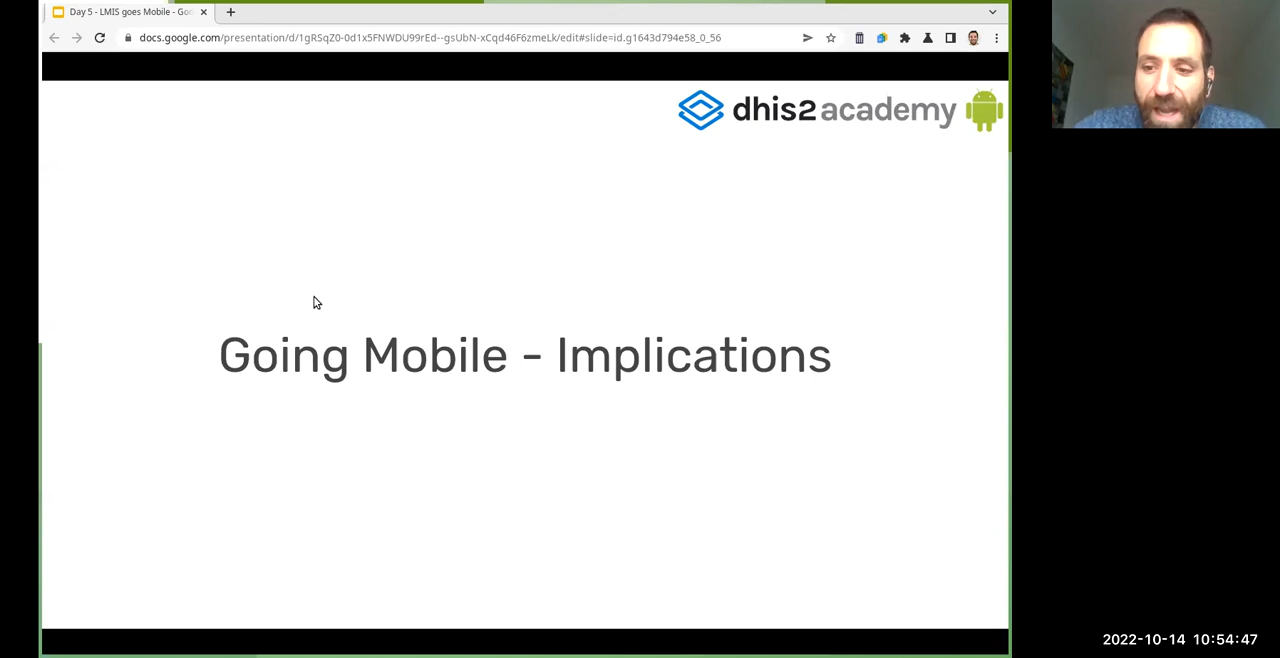 Day 5 - LMIS goes Mobile - Goo
docs.google.com/presentation/d/1gRSqZ0-0d1x5FNWDU99rEd--gsUbN-xCqd46F6zmeLk/edit#slide=id.g1643d794e58_0_56
dhis2 academy
Going Mobile - Implications
2022-10-14 10:54:47